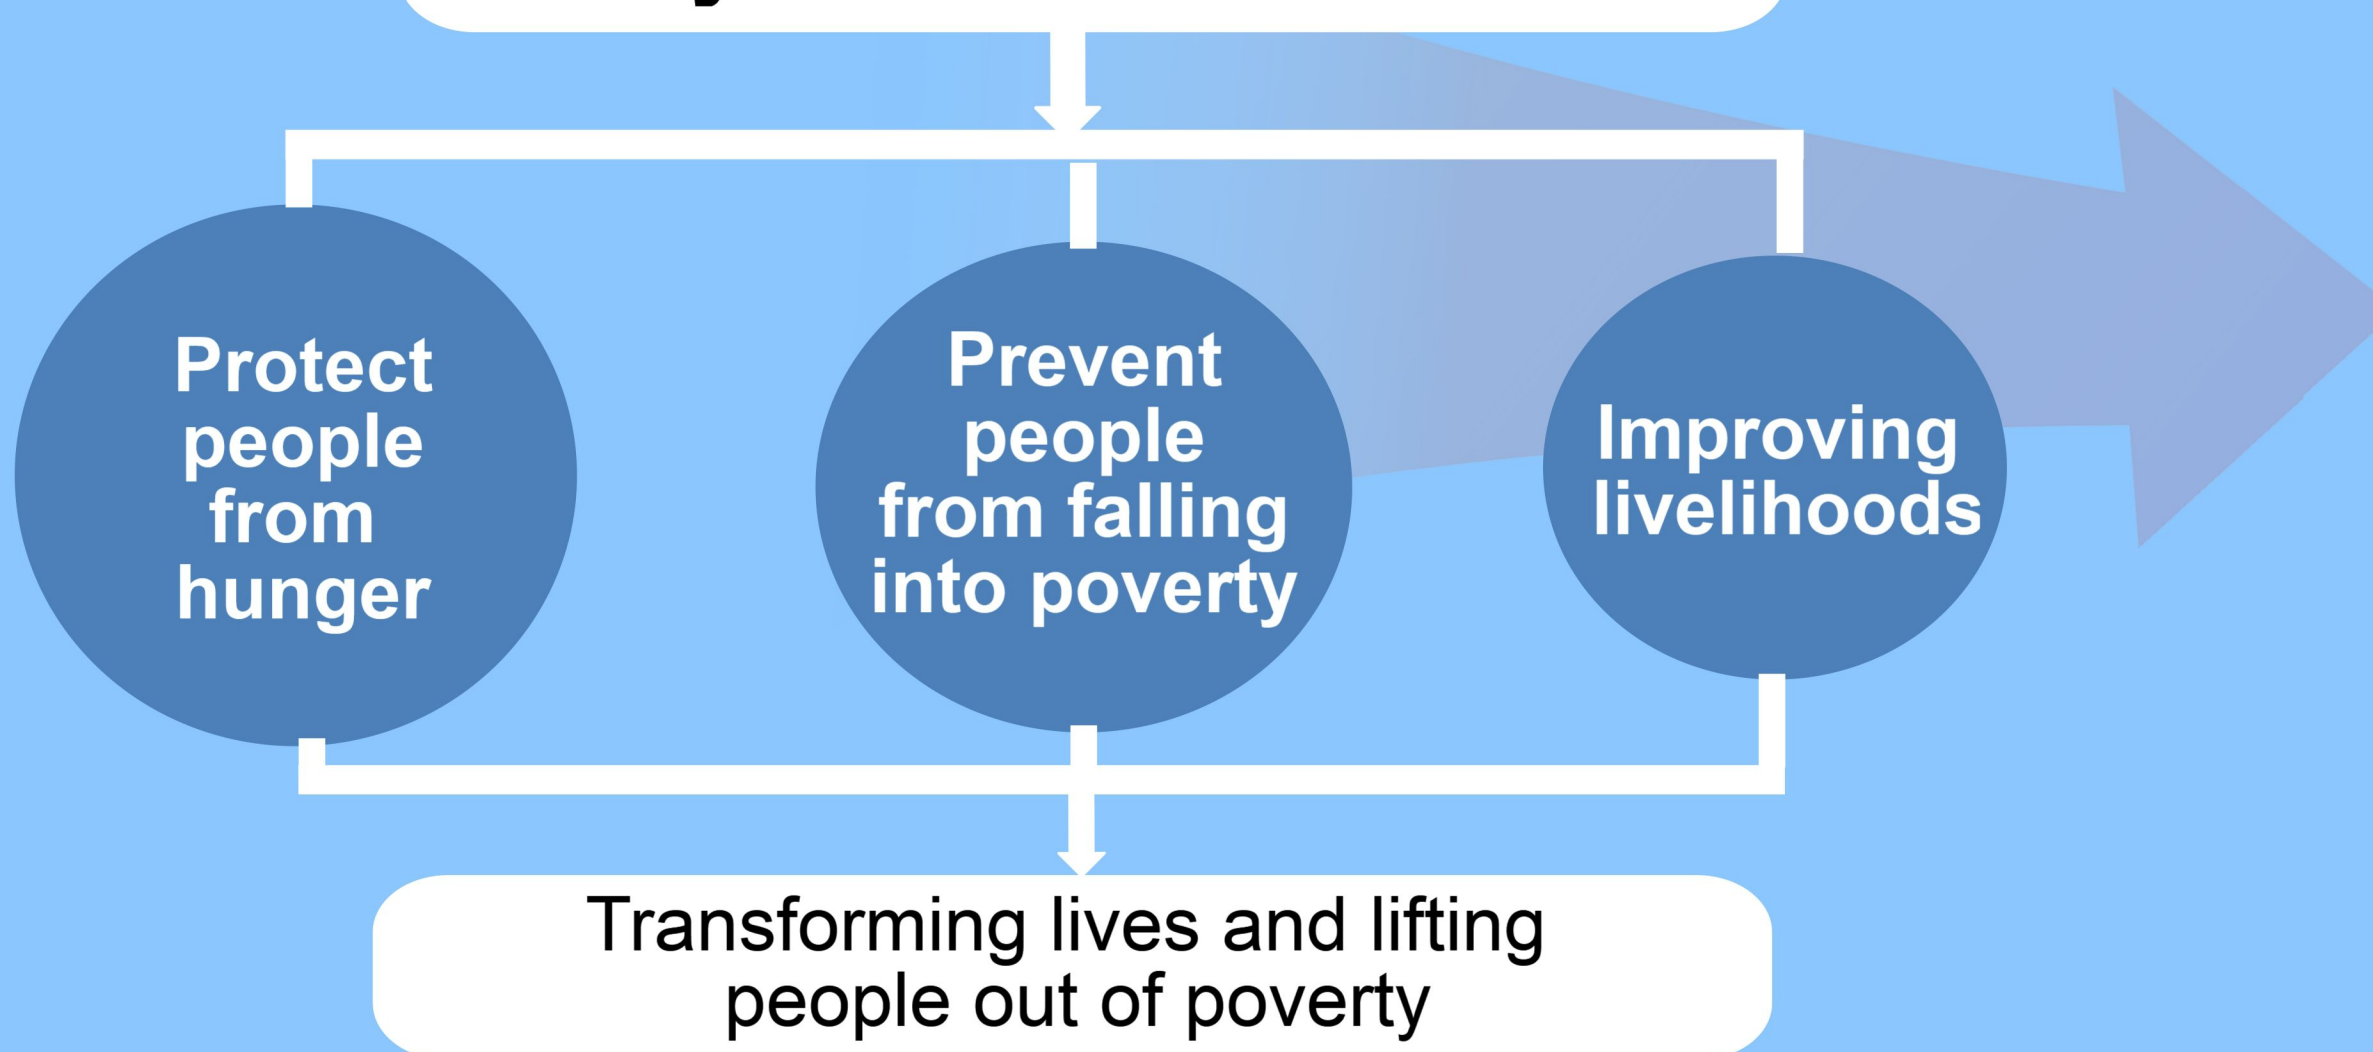 Protect
people
from
hunger
Prevent
people
from falling
into poverty
Improving
livelihoods
Transforming lives and lifting
people out of poverty